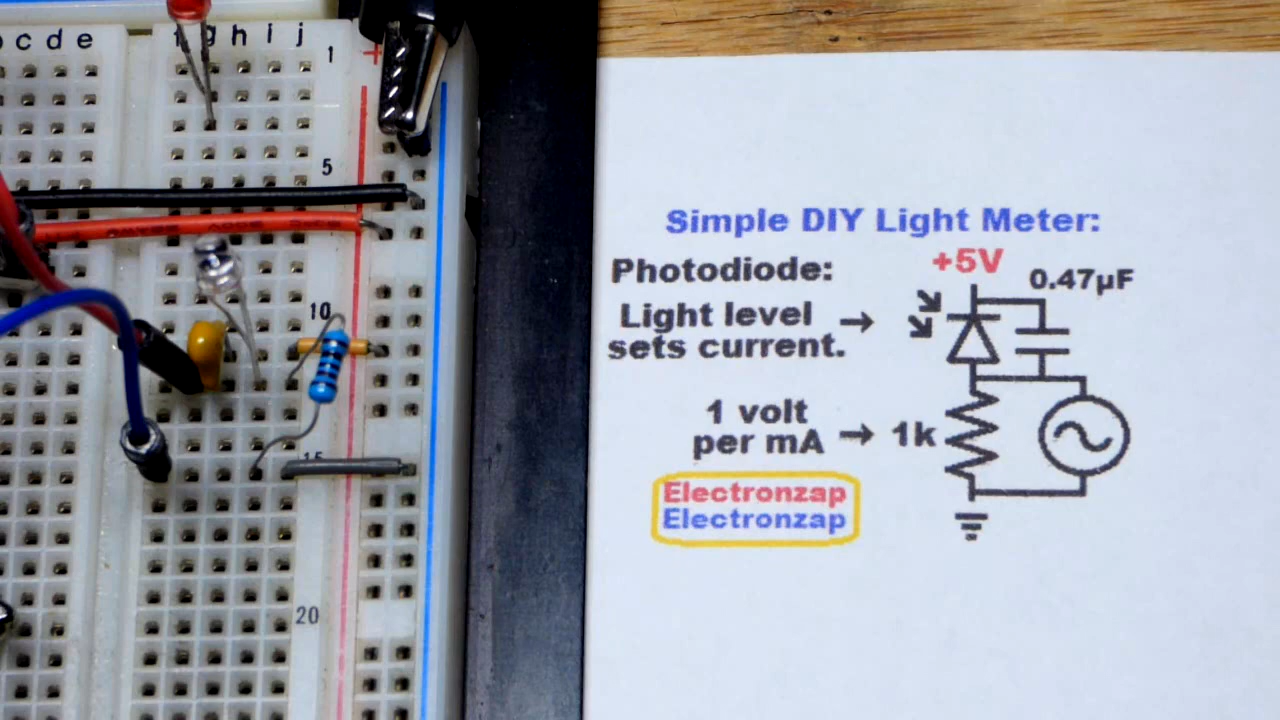 c d e
f g h i j
1
+
5
10
15
20
Simple DIY Light Meter:
Photodiode:
+5V
0.47µF
Light level
sets current.
1 volt
per mA
1k
Electronzap
Electronzap